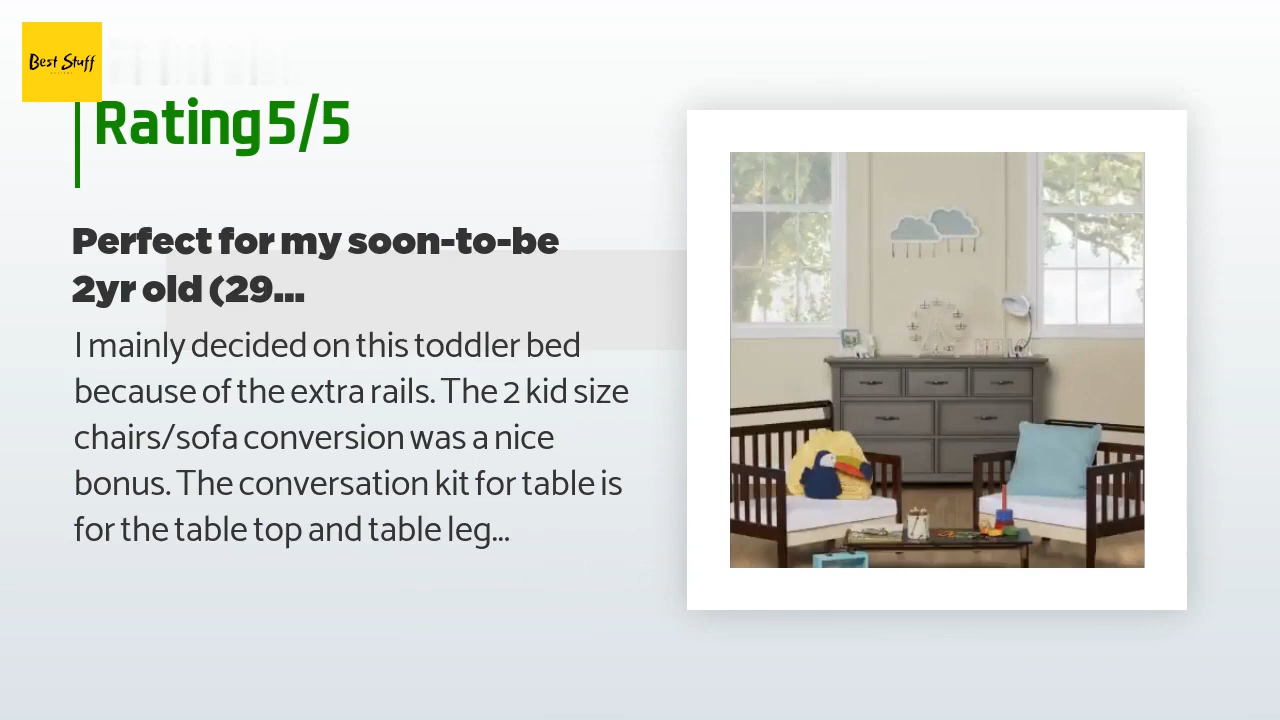 Best Stuff
Rating 5/5
Perfect for my soon-to-be
2yr old (29...
I mainly decided on this toddler bed
because of the extra rails. The 2 kid size
chairs/sofa conversion was a nice
bonus. The conversation kit for table is
for the table top and table leg...